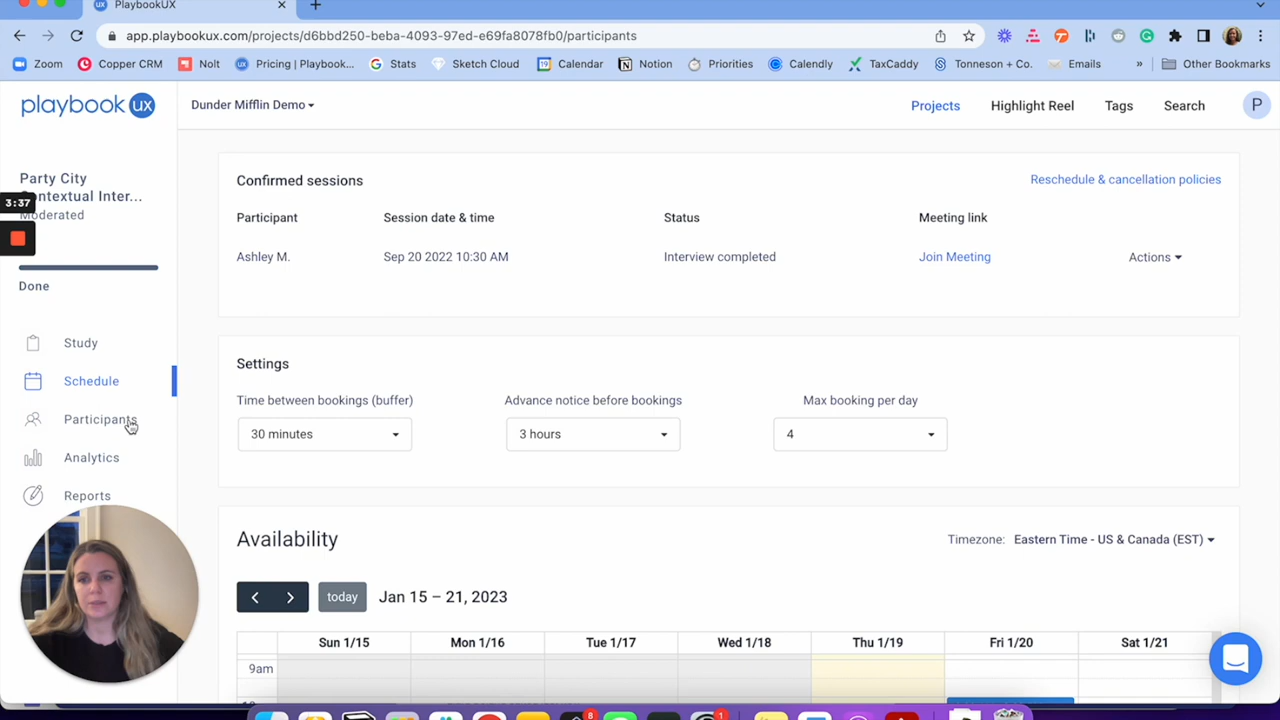 PlaybookUX
app.playbookux.com/projects/d6bbd250-beba-4093-97ed-e69fa8078fb0/participants
Zoom Copper CRM Nolt Pricing | Playbook... Stats Sketch Cloud Calendar Notion Priorities Calendly TaxCaddy Tonneson + Co. Emails » Other Bookmarks
playbook ux Dunder Mifflin Demo Projects Highlight Reel Tags Search P
Party City
Contextual Inter...
Moderated
3:37
Done
Study
Schedule
Participants
Analytics
Reports
Confirmed sessions Reschedule & cancellation policies
Participant Session date & time Status Meeting link
Ashley M. Sep 20 2022 10:30 AM Interview completed Join Meeting Actions
Settings
Time between bookings (buffer) Advance notice before bookings Max booking per day
30 minutes 3 hours 4
Availability Timezone: Eastern Time - US & Canada (EST)
today Jan 15 – 21, 2023
Sun 1/15 Mon 1/16 Tue 1/17 Wed 1/18 Thu 1/19 Fri 1/20 Sat 1/21
9am
8 1